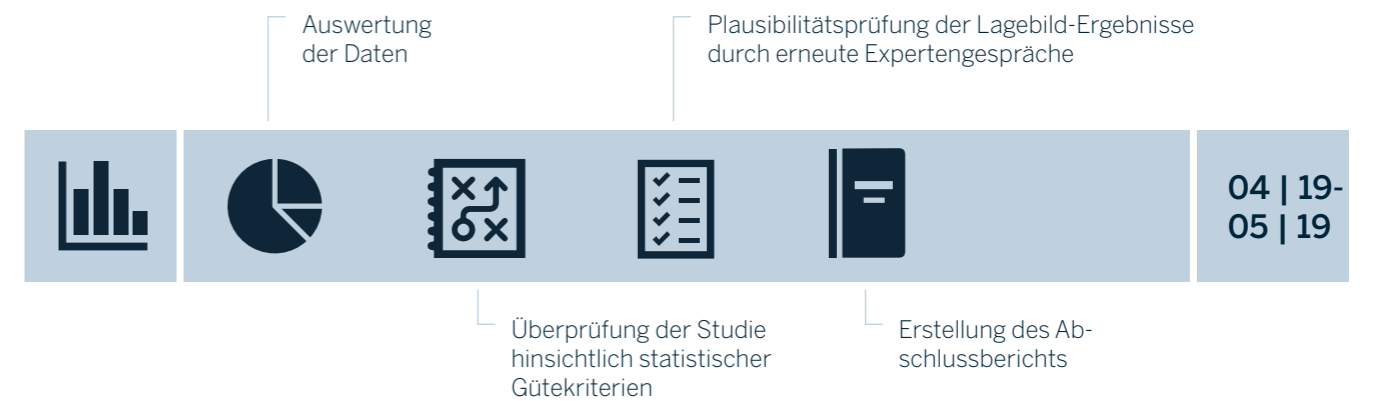 Auswertung
der Daten
Plausibilitätsprüfung der Lagebild-Ergebnisse
durch erneute Expertengespräche
04 | 19-
05 | 19
Überprüfung der Studie
hinsichtlich statistischer
Gütekriterien
Erstellung des Ab-
schlussberichts